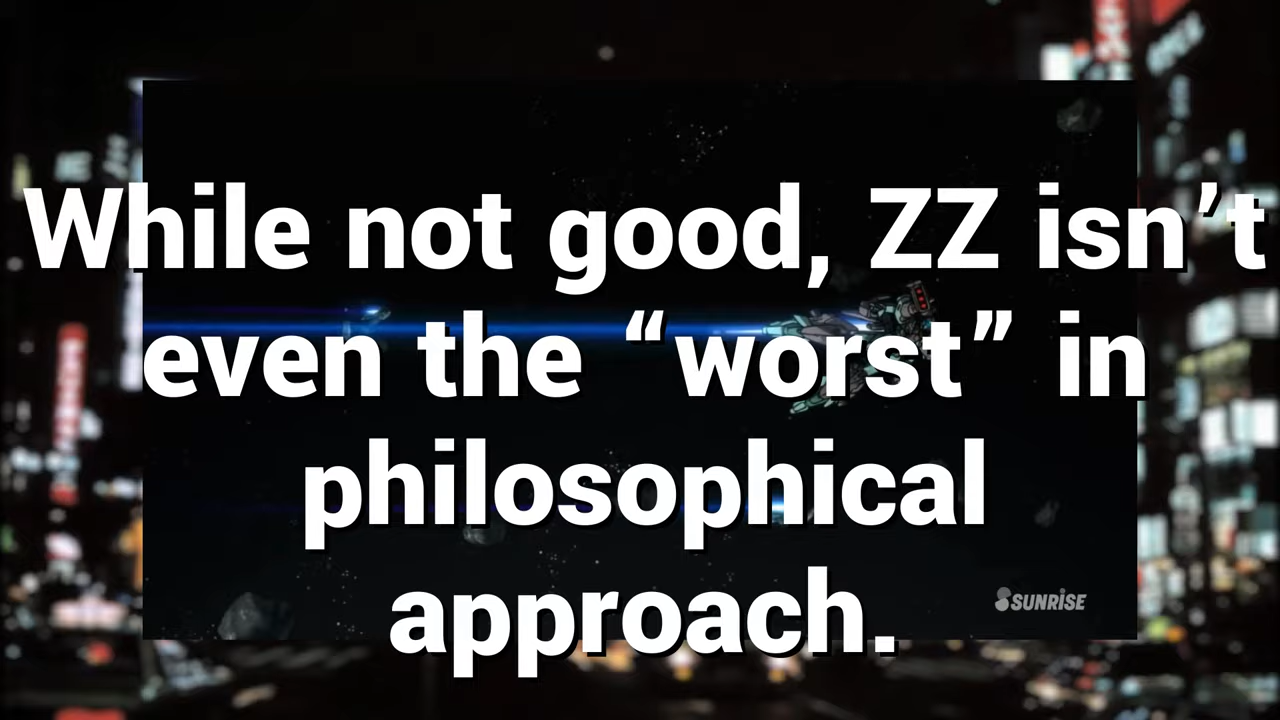 While not good, ZZ isn’t
even the “worst” in
philosophical
approach.
SUNRISE